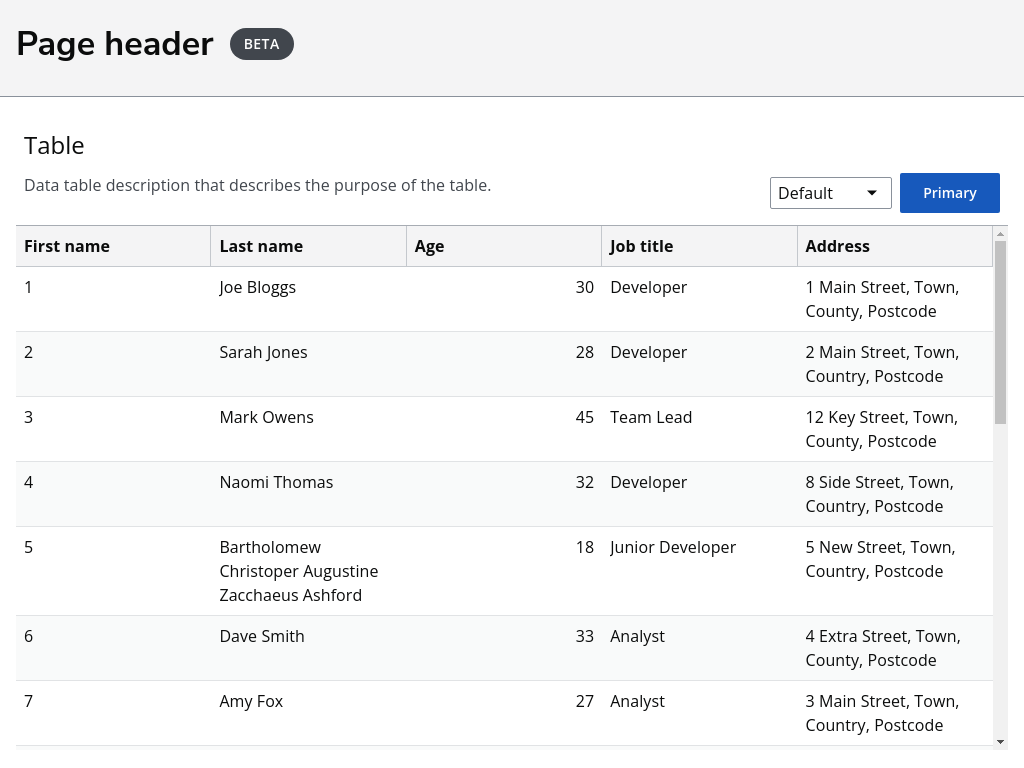 Page header BETA
Table
Data table description that describes the purpose of the table.
Default Primary
First name Last name Age Job title Address
1 Joe Bloggs 30 Developer 1 Main Street, Town,
County, Postcode
2 Sarah Jones 28 Developer 2 Main Street, Town,
Country, Postcode
3 Mark Owens 45 Team Lead 12 Key Street, Town,
County, Postcode
4 Naomi Thomas 32 Developer 8 Side Street, Town,
Country, Postcode
5 Bartholomew 18 Junior Developer 5 New Street, Town,
Christoper Augustine Country, Postcode
Zacchaeus Ashford
6 Dave Smith 33 Analyst 4 Extra Street, Town,
County, Postcode
7 Amy Fox 27 Analyst 3 Main Street, Town,
Country, Postcode